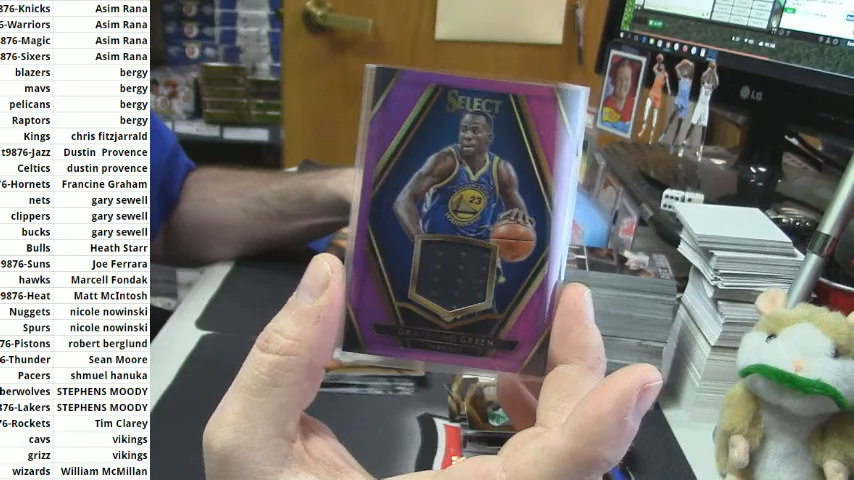 876-Knicks Asim Rana
6-Warriors Asim Rana
876-Magic Asim Rana
876-Sixers Asim Rana
blazers bergy
mavs bergy
pelicans bergy
Raptors bergy
Kings chris fitzjarrald
t9876-Jazz Dustin Provence
Celtics dustin provence
76-Hornets Francine Graham
nets gary sewell
clippers gary sewell
bucks gary sewell
Bulls Heath Starr
9876-Suns Joe Ferrara
hawks Marcell Fondak
9876-Heat Matt McIntosh
Nuggets nicole nowinski
Spurs nicole nowinski
76-Pistons robert berglund
6-Thunder Sean Moore
Pacers shmuel hanuka
berwolves STEPHENS MOODY
876-Lakers STEPHENS MOODY
76-Rockets Tim Clarey
cavs vikings
grizz vikings
wizards William McMillan
SELECT
23
WARRIORS
DRAYMOND GREEN
LG